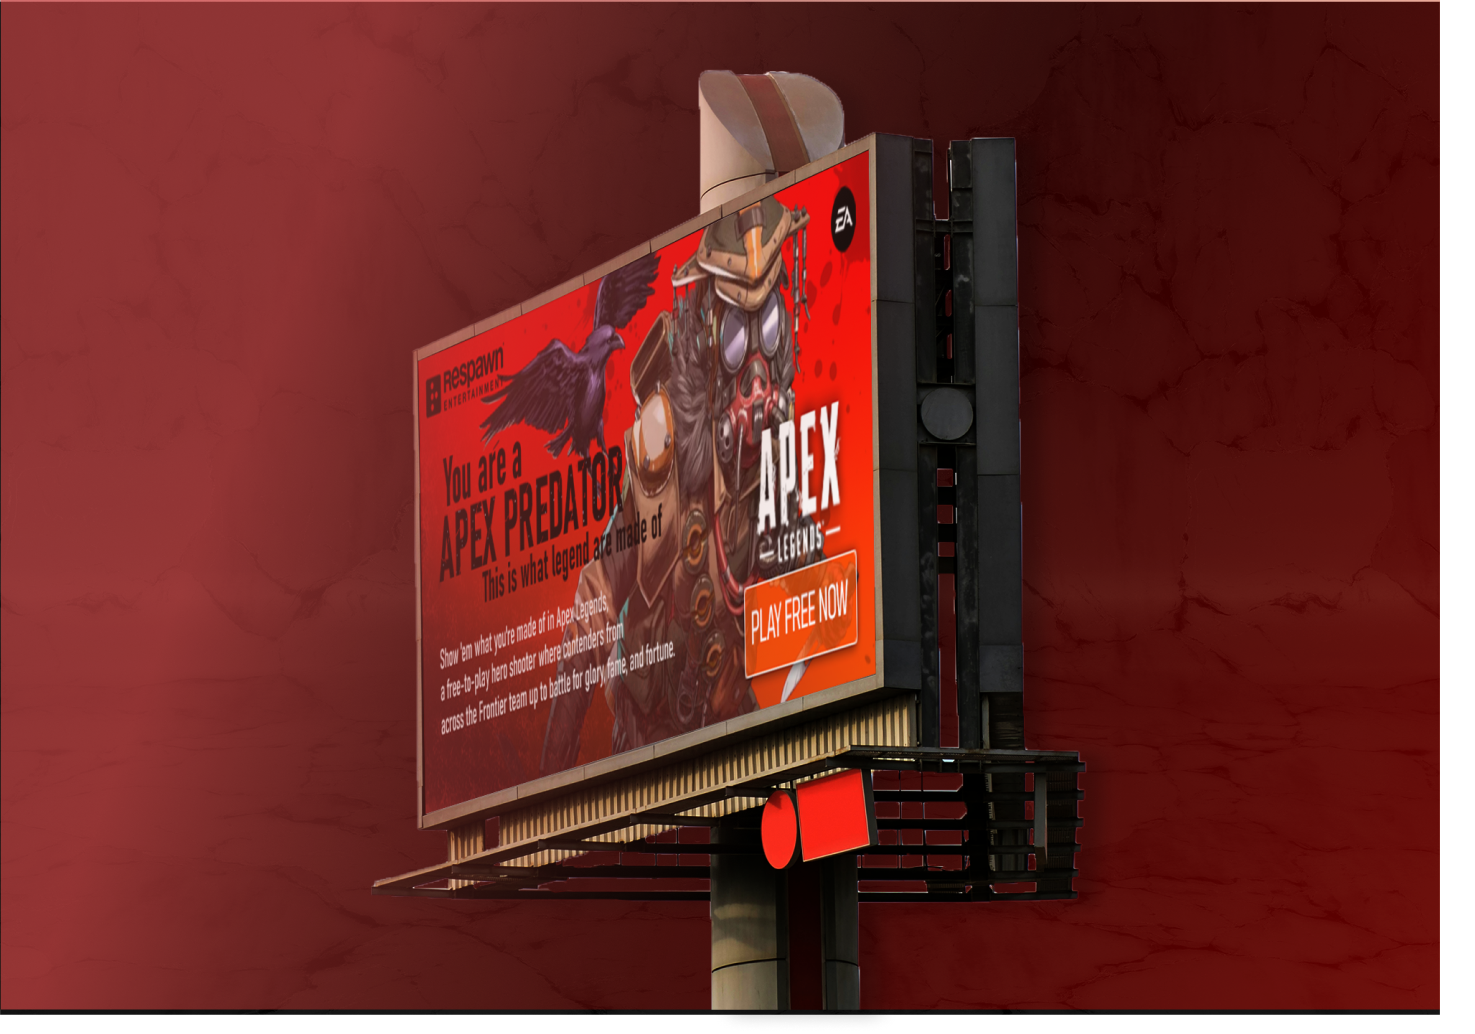 Respawn
ENTERTAINMENT
EA
You are a
APEX PREDATOR
This is what legend are made of
Show 'em what you're made of in Apex Legends,
a free-to-play hero shooter where contenders from
across the Frontier team up to battle for glory, fame, and fortune.
APEX
LEGENDS
PLAY FREE NOW